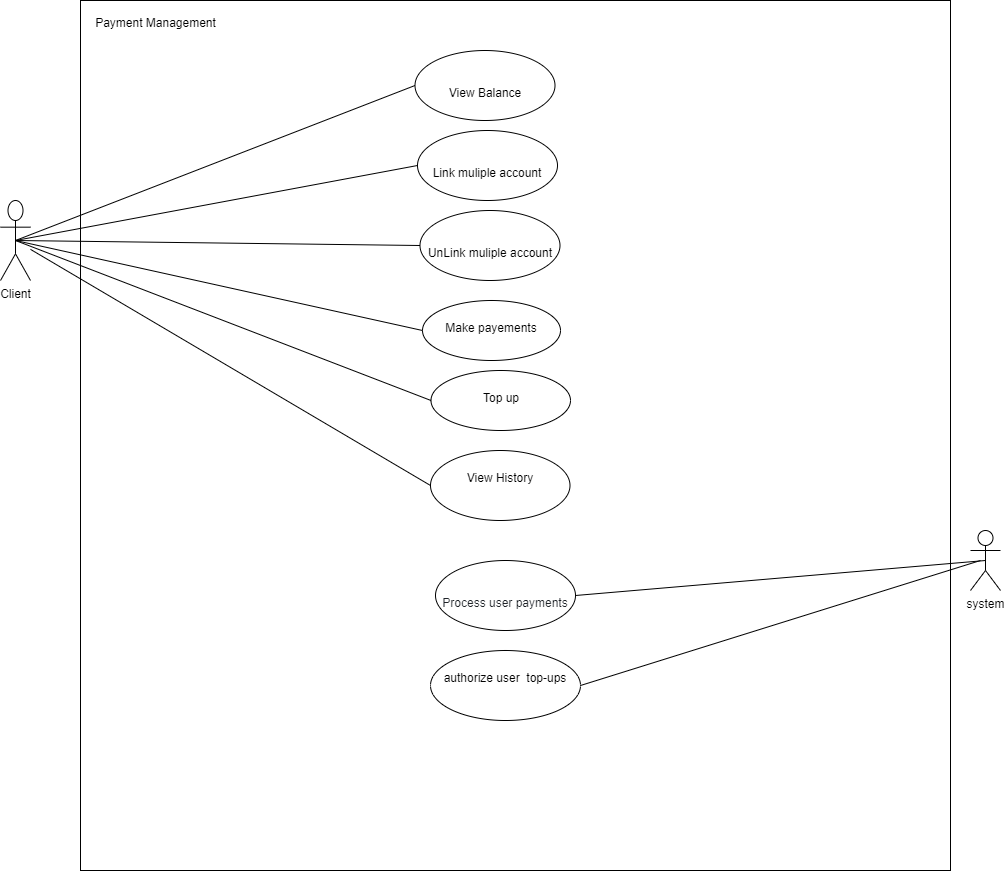 Payment Management
View Balance
Link muliple account
UnLink muliple account
Client
Make payements
Top up
View History
Process user payments
system
authorize user top-ups